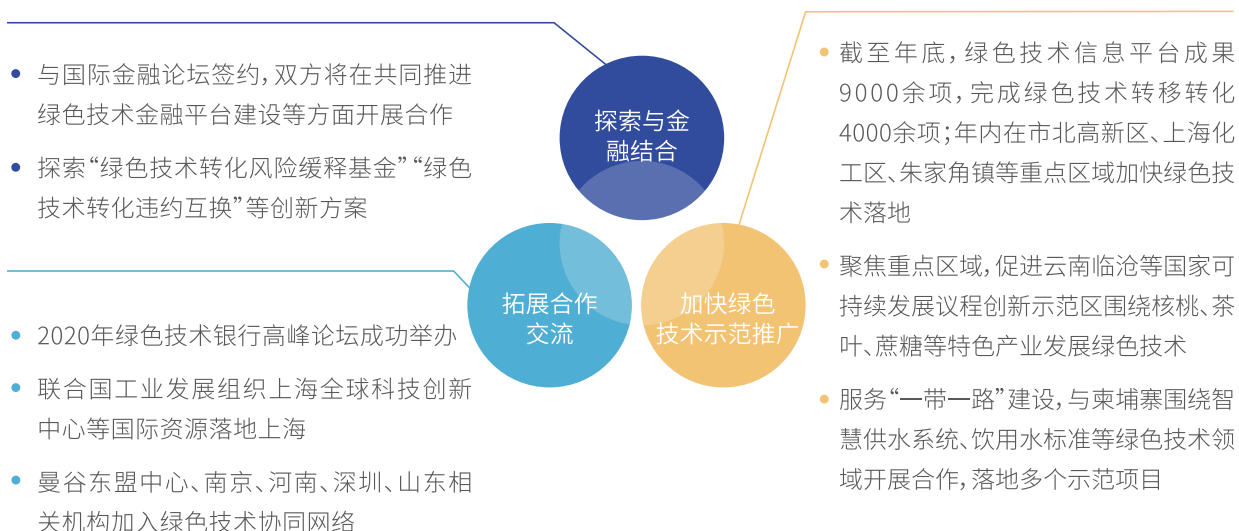 与国际金融论坛签约，双方将在共同推进
绿色技术金融平台建设等方面开展合作
探索“绿色技术转化风险缓释基金”“绿色
技术转化违约互换”等创新方案
探索与金
融结合
2020年绿色技术银行高峰论坛成功举办
联合国工业发展组织上海全球科技创新
中心等国际资源落地上海
曼谷东盟中心、南京、河南、深圳、山东相
关机构加入绿色技术协同网络
拓展合作
交流
加快绿色
技术示范推广
截至年底，绿色技术信息平台成果
9000余项，完成绿色技术转移转化
4000余项；年内在市北高新区、上海化
工区、朱家角镇等重点区域加快绿色技
术落地
聚焦重点区域，促进云南临沧等国家可
持续发展议程创新示范区围绕核桃、茶
叶、蔗糖等特色产业发展绿色技术
服务“一带一路”建设，与柬埔寨围绕智
慧供水系统、饮用水标准等绿色技术领
域开展合作，落地多个示范项目